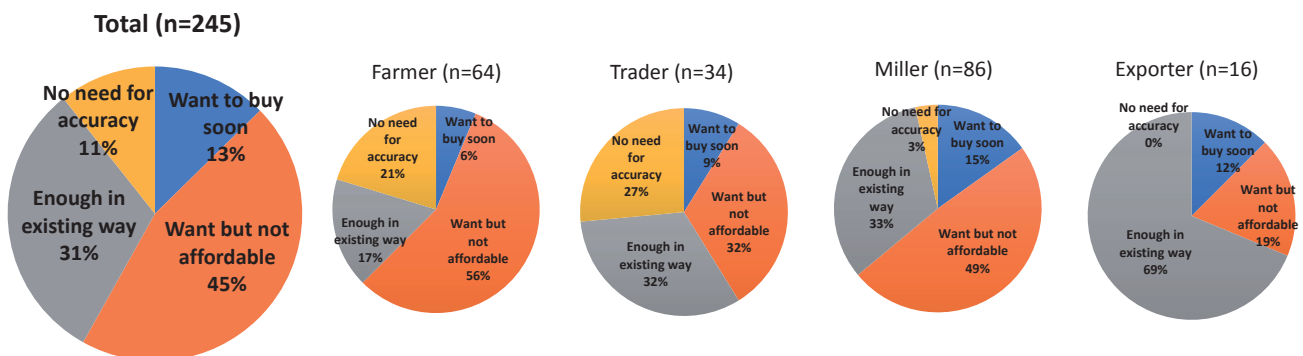 Total (n=245)
No need for
accuracy
11%
Want to buy
soon
13%
Enough in
existing way
31%
Want but not
affordable
45%
Farmer (n=64)
No need
for
accuracy
21%
Want to
buy soon
6%
Enough in
existing way
17%
Want but
not
affordable
56%
Trader (n=34)
No need for
accuracy
27%
Want to
buy soon
9%
Want but not
affordable
32%
Enough in
existing way
32%
Miller (n=86)
No need for
accuracy
3%
Want to
buy soon
15%
Enough in
existing
way
33%
Want but
not affordable
49%
Exporter (n=16)
No need for
accuracy
0%
Want to
buy soon
12%
Want but not
affordable
19%
Enough in
existing way
69%